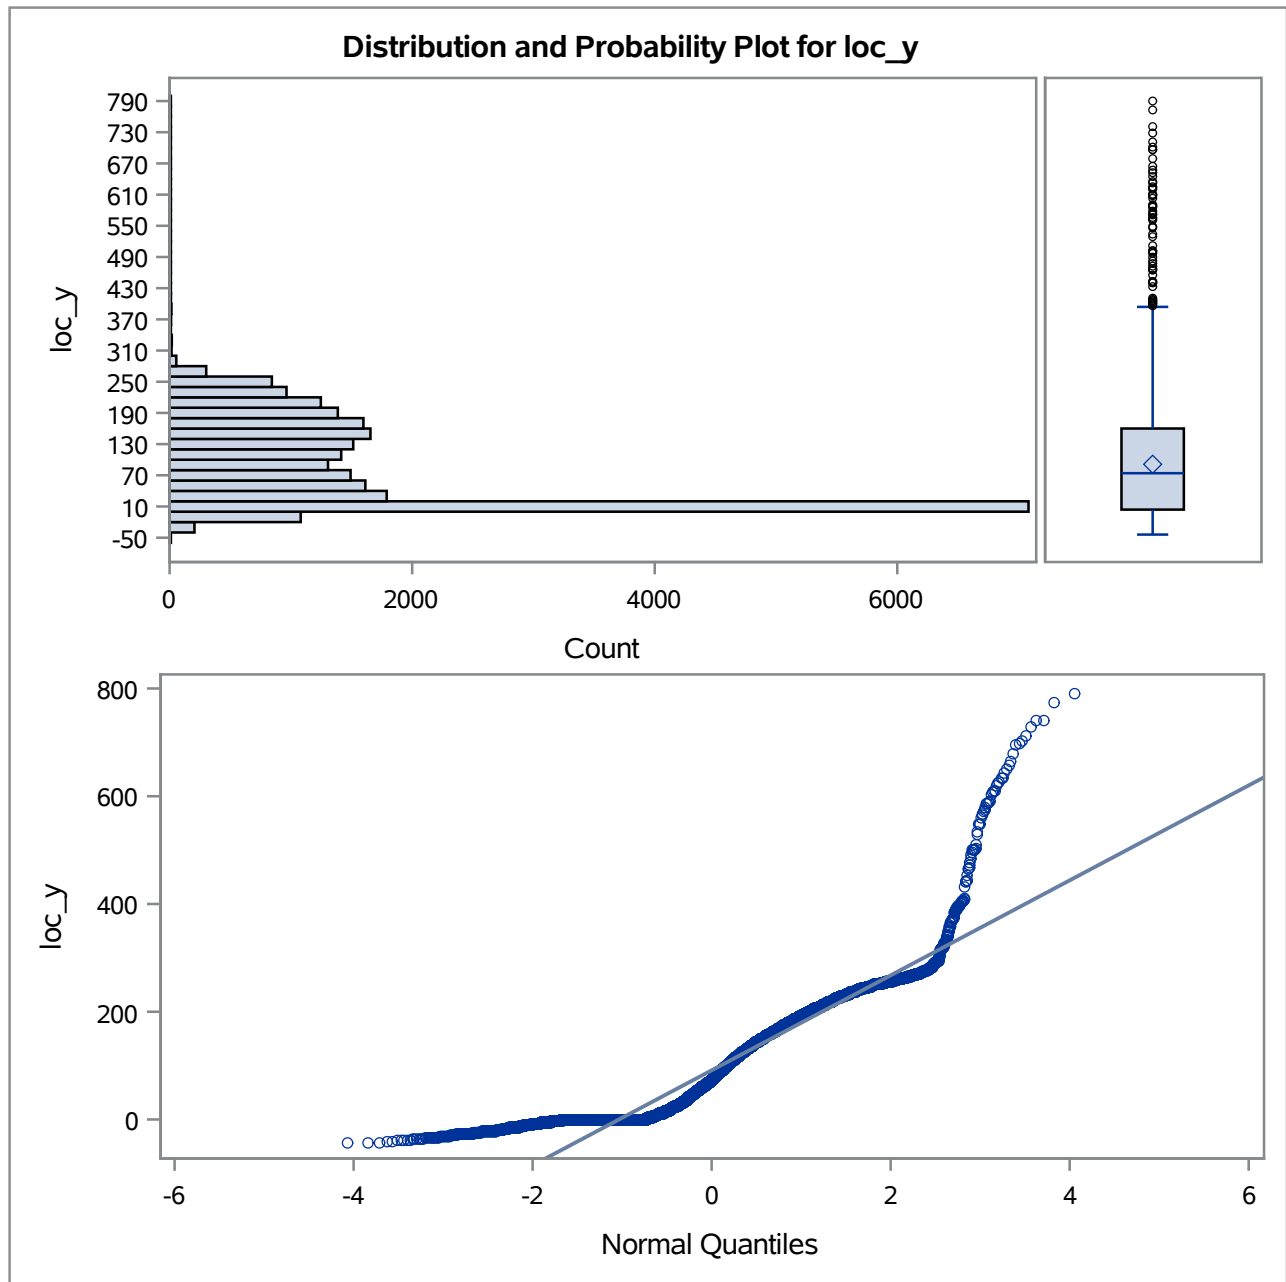 Distribution and Probability Plot for loc_y
790
730
670
610
550
490
430
370
310
250
190
130
70
10
-50
loc_y
0 2000 4000 6000
Count
800
600
400
200
0
loc_y
-6 -4 -2 0 2 4 6
Normal Quantiles